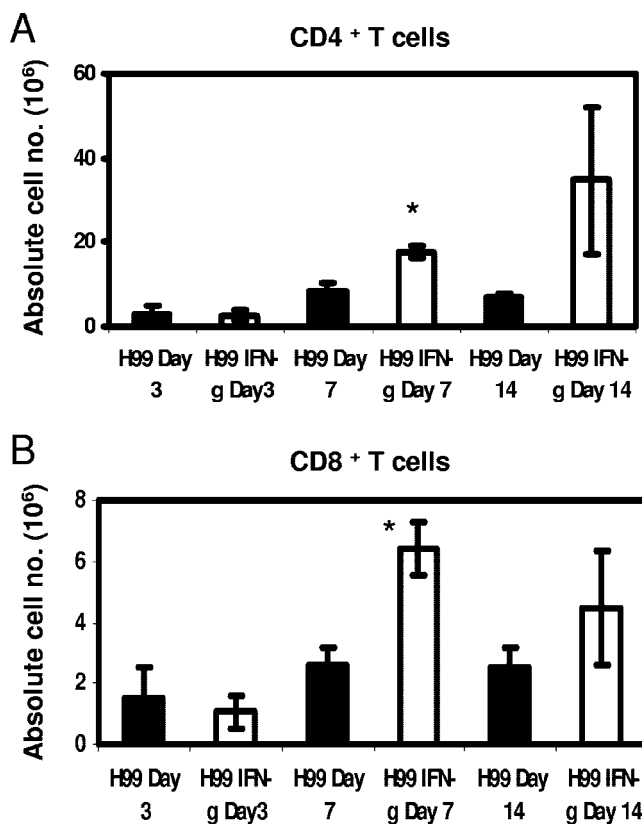 A
CD4 ⁺ T cells
Absolute cell no. (10⁶)
60
40
20
0
H99 Day 3
H99 IFN-g Day3
H99 Day 7
H99 IFN-g Day 7
H99 Day 14
H99 IFN-g Day 14
*
B
CD8 ⁺ T cells
Absolute cell no. (10⁶)
8
6
4
2
0
H99 Day 3
H99 IFN-g Day3
H99 Day 7
H99 IFN-g Day 7
H99 Day 14
H99 IFN-g Day 14
*